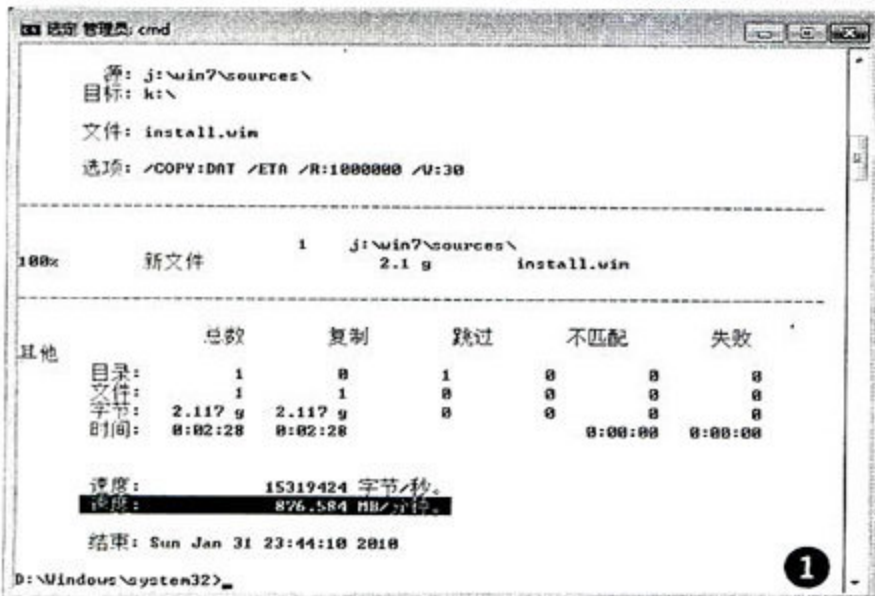 选定 管理员: cmd
源: j:\win7\sources\
目标: k:\
文件: install.wim
选项: /COPY:DAT /ETA /R:1000000 /W:30
1 j:\win7\sources\
100% 新文件 2.1 g install.wim
总数 复制 跳过 不匹配 失败
其他
目录: 1 0 1 0 0 0
文件: 1 1 0 0 0 0
字节: 2.117 g 2.117 g 0 0 0 0
时间: 0:02:28 0:02:28 0:00:00 0:00:00
速度: 15319424 字节/秒。
速度: 876.584 MB/分钟。
结束: Sun Jan 31 23:44:10 2010
D:\Windows\system32>_
1